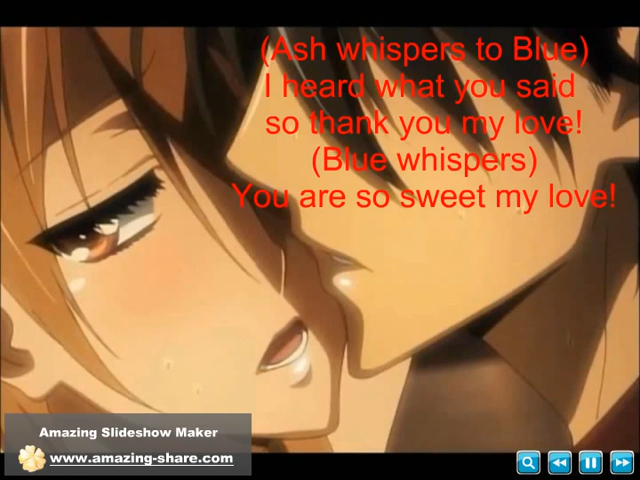 (Ash whispers to Blue)
I heard what you said
so thank you my love!
(Blue whispers)
You are so sweet my love!
Amazing Slideshow Maker
www.amazing-share.com